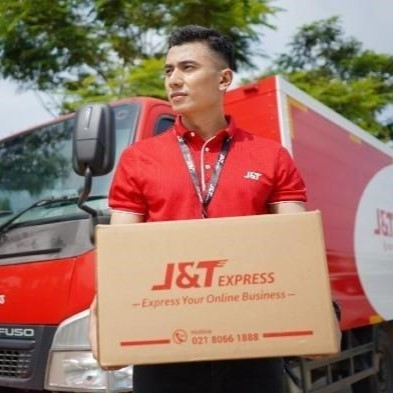 J&T
J&T
J&T EXPRESS
Express Your Online Business
Hotline
021 8066 1888
FUSO